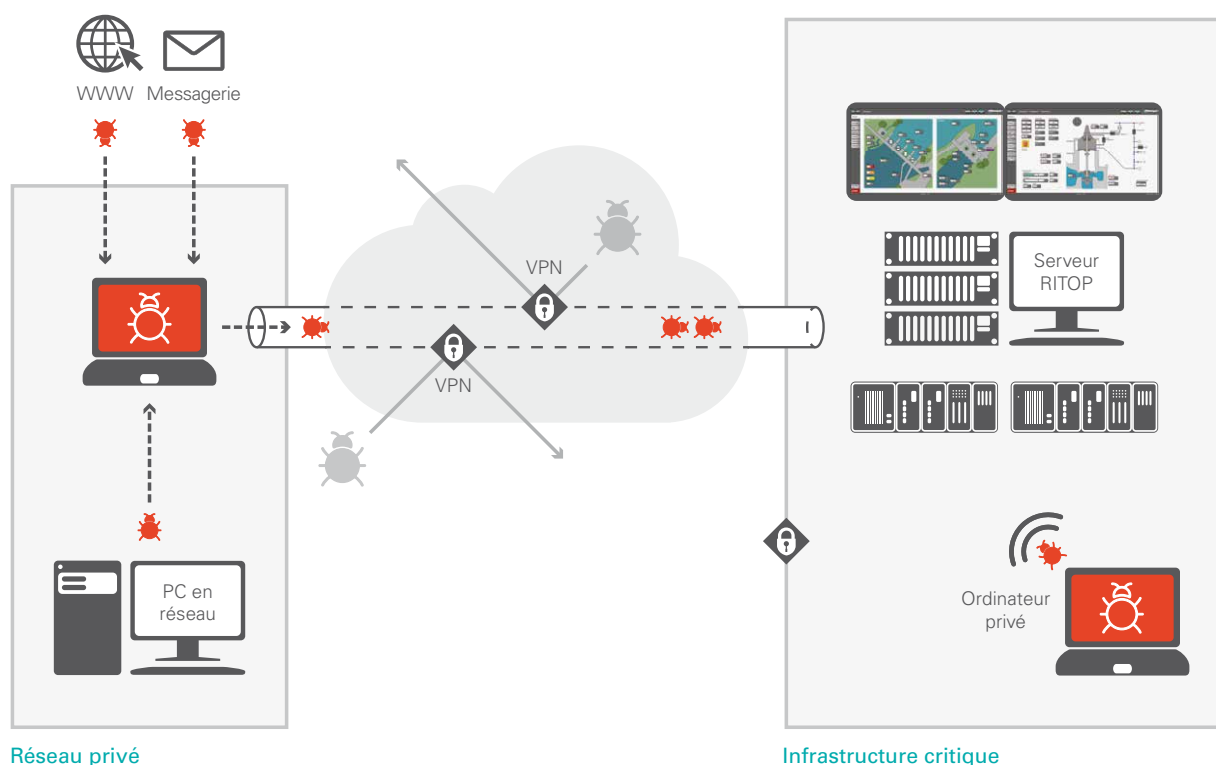 WWW
Messagerie
VPN
VPN
PC en
réseau
Serveur
RITOP
Ordinateur
privé
Réseau privé
Infrastructure critique